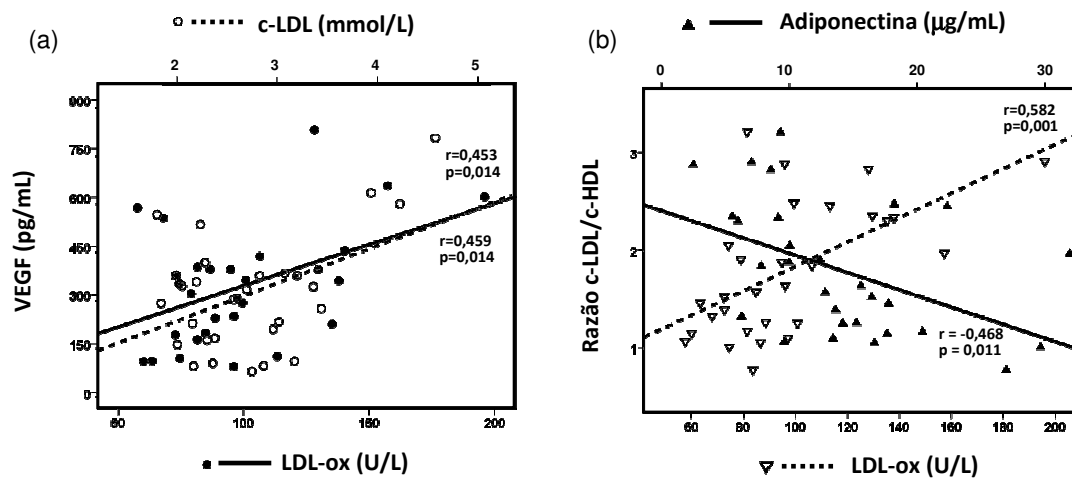 (a)
c-LDL (mmol/L)
2 3 4 5
VEGF (pg/mL)
900
750
600
450
300
150
0
r=0,453
p=0,014
r=0,459
p=0,014
50 100 150 200
LDL-ox (U/L)
(b)
Adiponectina (µg/mL)
0 10 20 30
Razão c-LDL/c-HDL
3
2
1
r=0,582
p=0,001
r = -0,468
p = 0,011
60 80 100 120 140 160 180 200
LDL-ox (U/L)